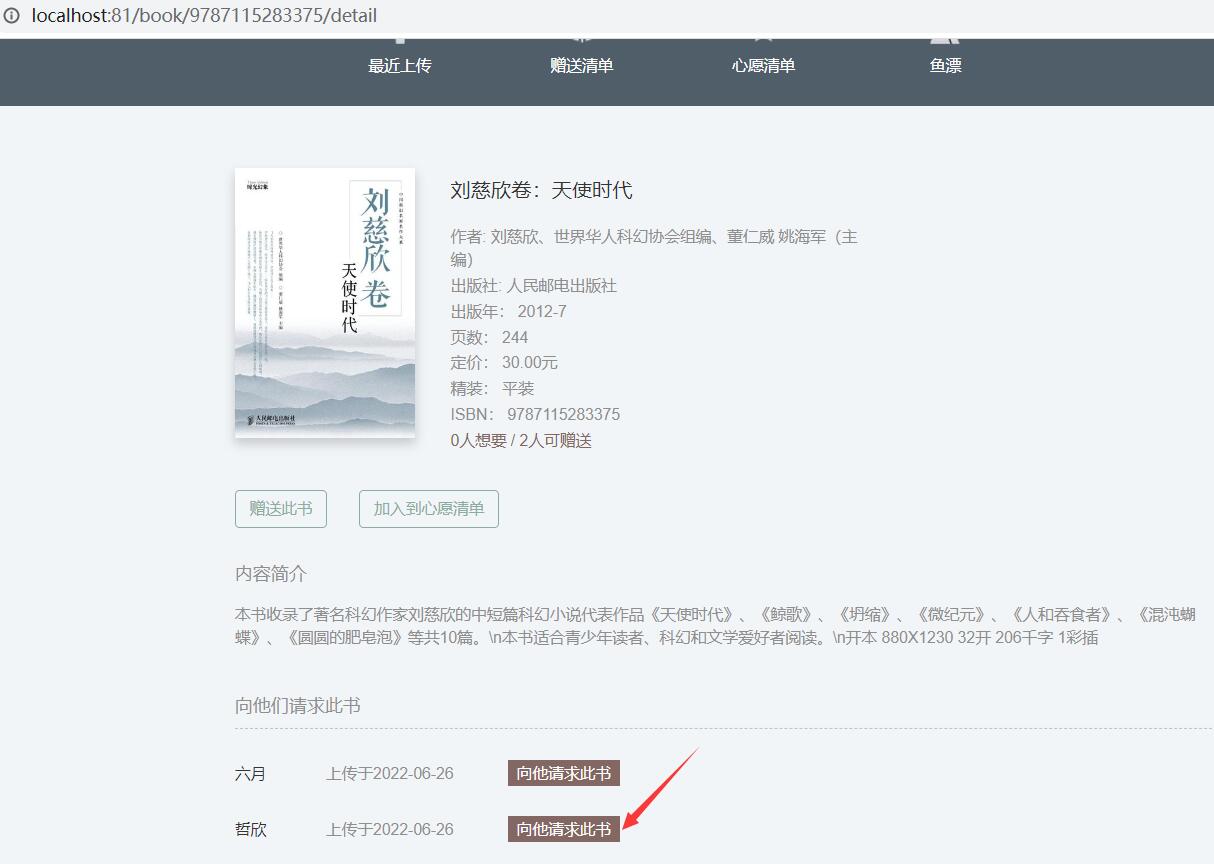 localhost:81/book/9787115283375/detail
最近上传 赠送清单 心愿清单 鱼漂
刘慈欣卷
天使时代
人民邮电出版社
刘慈欣卷：天使时代
作者: 刘慈欣、世界华人科幻协会组编、董仁威 姚海军（主
编）
出版社: 人民邮电出版社
出版年： 2012-7
页数： 244
定价： 30.00元
精装： 平装
ISBN： 9787115283375
0人想要 / 2人可赠送
赠送此书 加入到心愿清单
内容简介
本书收录了著名科幻作家刘慈欣的中短篇科幻小说代表作品《天使时代》、《鲸歌》、《坍缩》、《微纪元》、《人和吞食者》、《混沌蝴
蝶》、《圆圆的肥皂泡》等共10篇。\n本书适合青少年读者、科幻和文学爱好者阅读。\n开本 880X1230 32开 206千字 1彩插
向他们请求此书
六月 上传于2022-06-26 向他请求此书
哲欣 上传于2022-06-26 向他请求此书